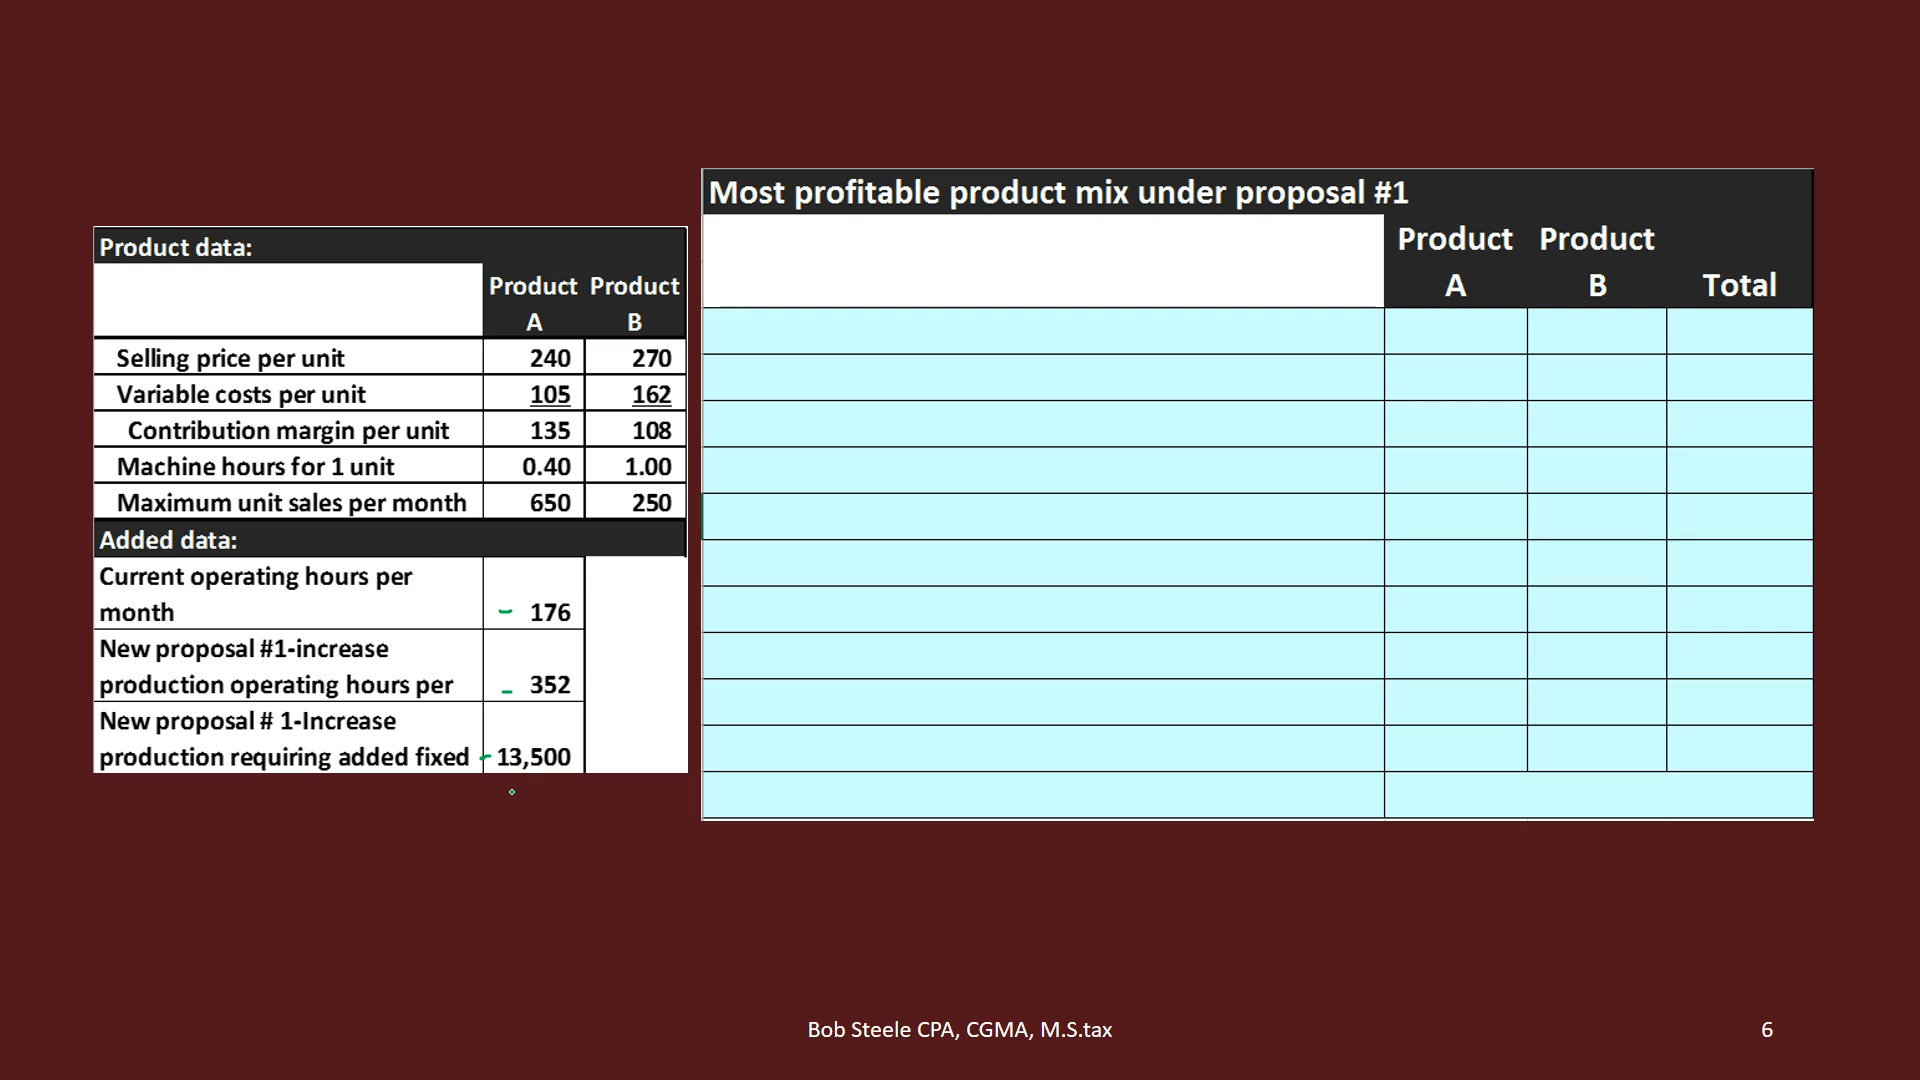 Most profitable product mix under proposal #1
Product A
Product B
Total
Product data:
Product A
Product B
Selling price per unit 240 270
Variable costs per unit 105 162
Contribution margin per unit 135 108
Machine hours for 1 unit 0.40 1.00
Maximum unit sales per month 650 250
Added data:
Current operating hours per
month 176
New proposal #1-increase
production operating hours per 352
New proposal # 1-Increase
production requiring added fixed 13,500
Bob Steele CPA, CGMA, M.S.tax
6